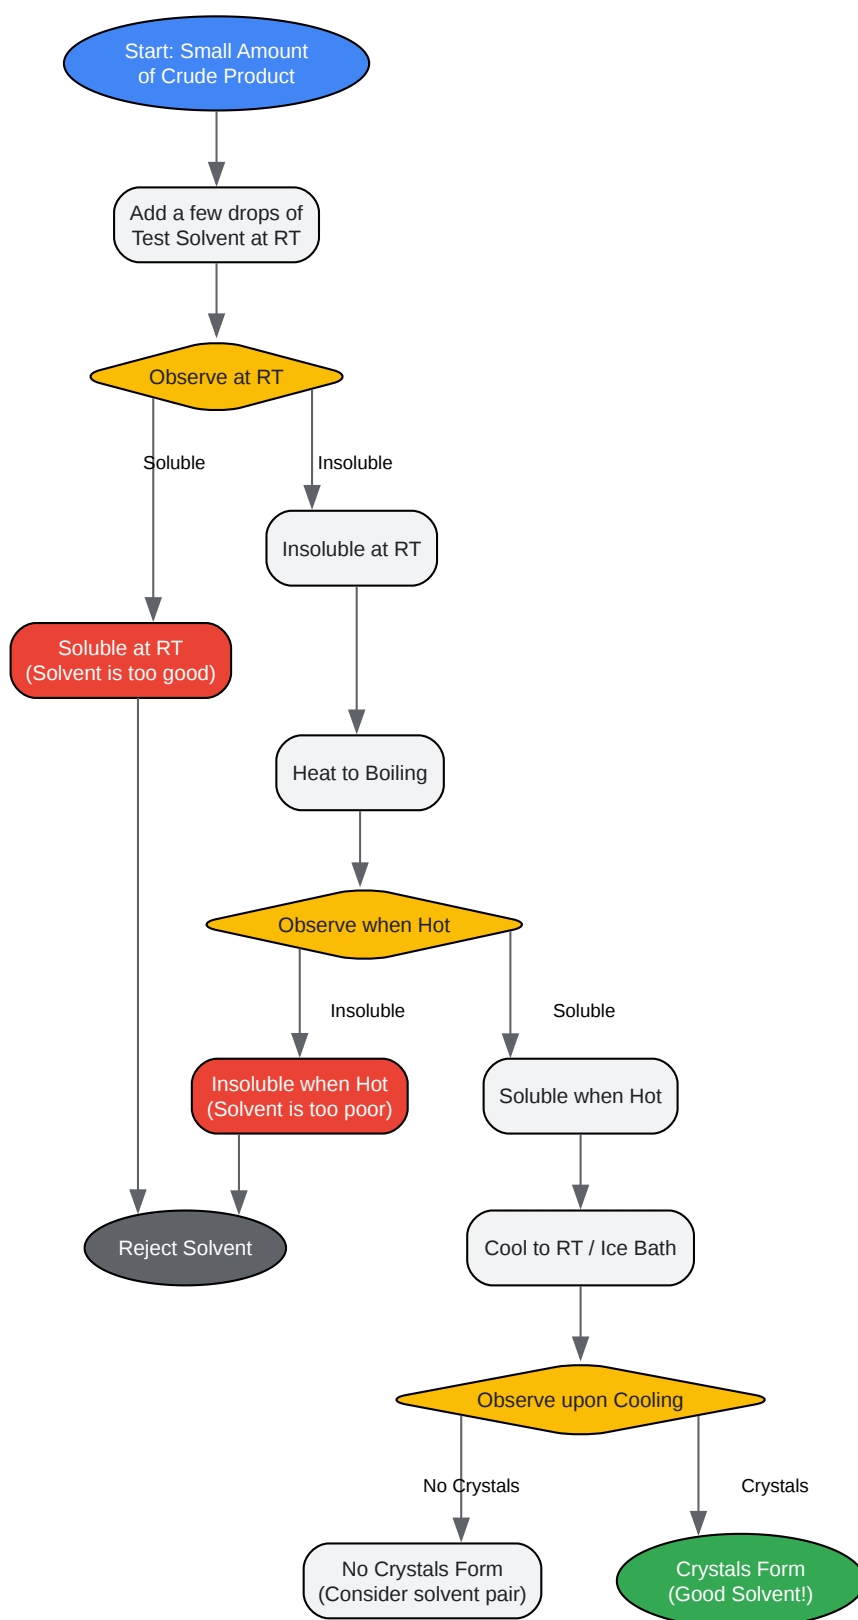 Start: Small Amount
of Crude Product
Add a few drops of
Test Solvent at RT
Observe at RT
Soluble
Insoluble
Insoluble at RT
Soluble at RT
(Solvent is too good)
Heat to Boiling
Observe when Hot
Insoluble
Soluble
Insoluble when Hot
(Solvent is too poor)
Soluble when Hot
Reject Solvent
Cool to RT / Ice Bath
Observe upon Cooling
No Crystals
Crystals
No Crystals Form
(Consider solvent pair)
Crystals Form
(Good Solvent!)